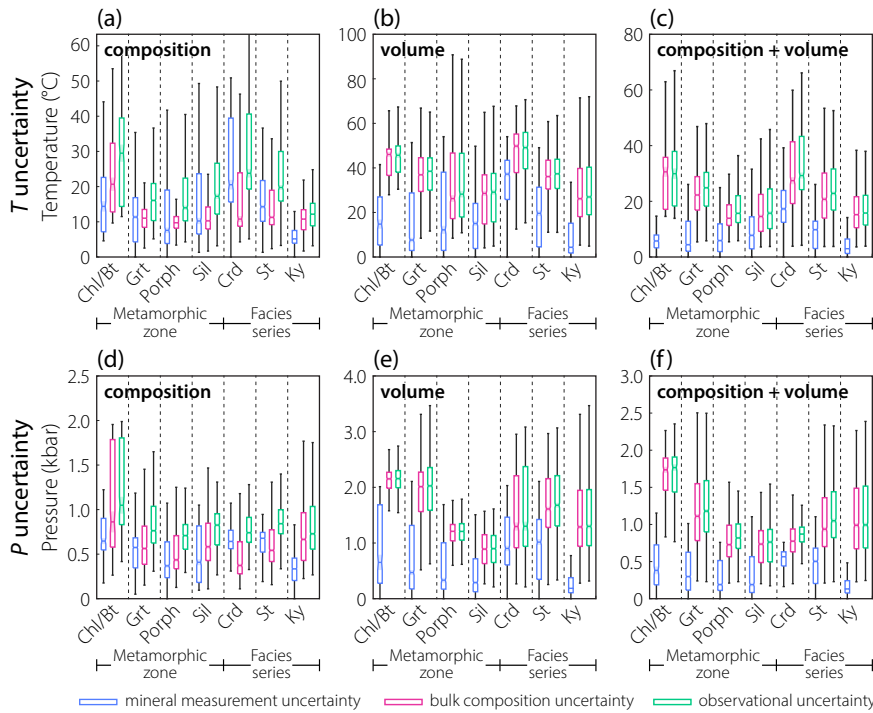 (a) (b) (c)
T uncertainty
Temperature (°C)
composition
60
50
40
30
20
10
0
Chl/Bt Grt Porph Sil Crd St Ky
Metamorphic zone
Facies series
volume
100
80
60
40
20
0
Chl/Bt Grt Porph Sil Crd St Ky
Metamorphic zone
Facies series
composition + volume
80
60
40
20
0
Chl/Bt Grt Porph Sil Crd St Ky
Metamorphic zone
Facies series
(d) (e) (f)
P uncertainty
Pressure (kbar)
composition
2.5
2.0
1.5
1.0
0.5
0
Chl/Bt Grt Porph Sil Crd St Ky
Metamorphic zone
Facies series
volume
4.0
3.0
2.0
1.0
0
Chl/Bt Grt Porph Sil Crd St Ky
Metamorphic zone
Facies series
composition + volume
3.0
2.5
2.0
1.5
1.0
0.5
0
Chl/Bt Grt Porph Sil Crd St Ky
Metamorphic zone
Facies series
mineral measurement uncertainty bulk composition uncertainty observational uncertainty